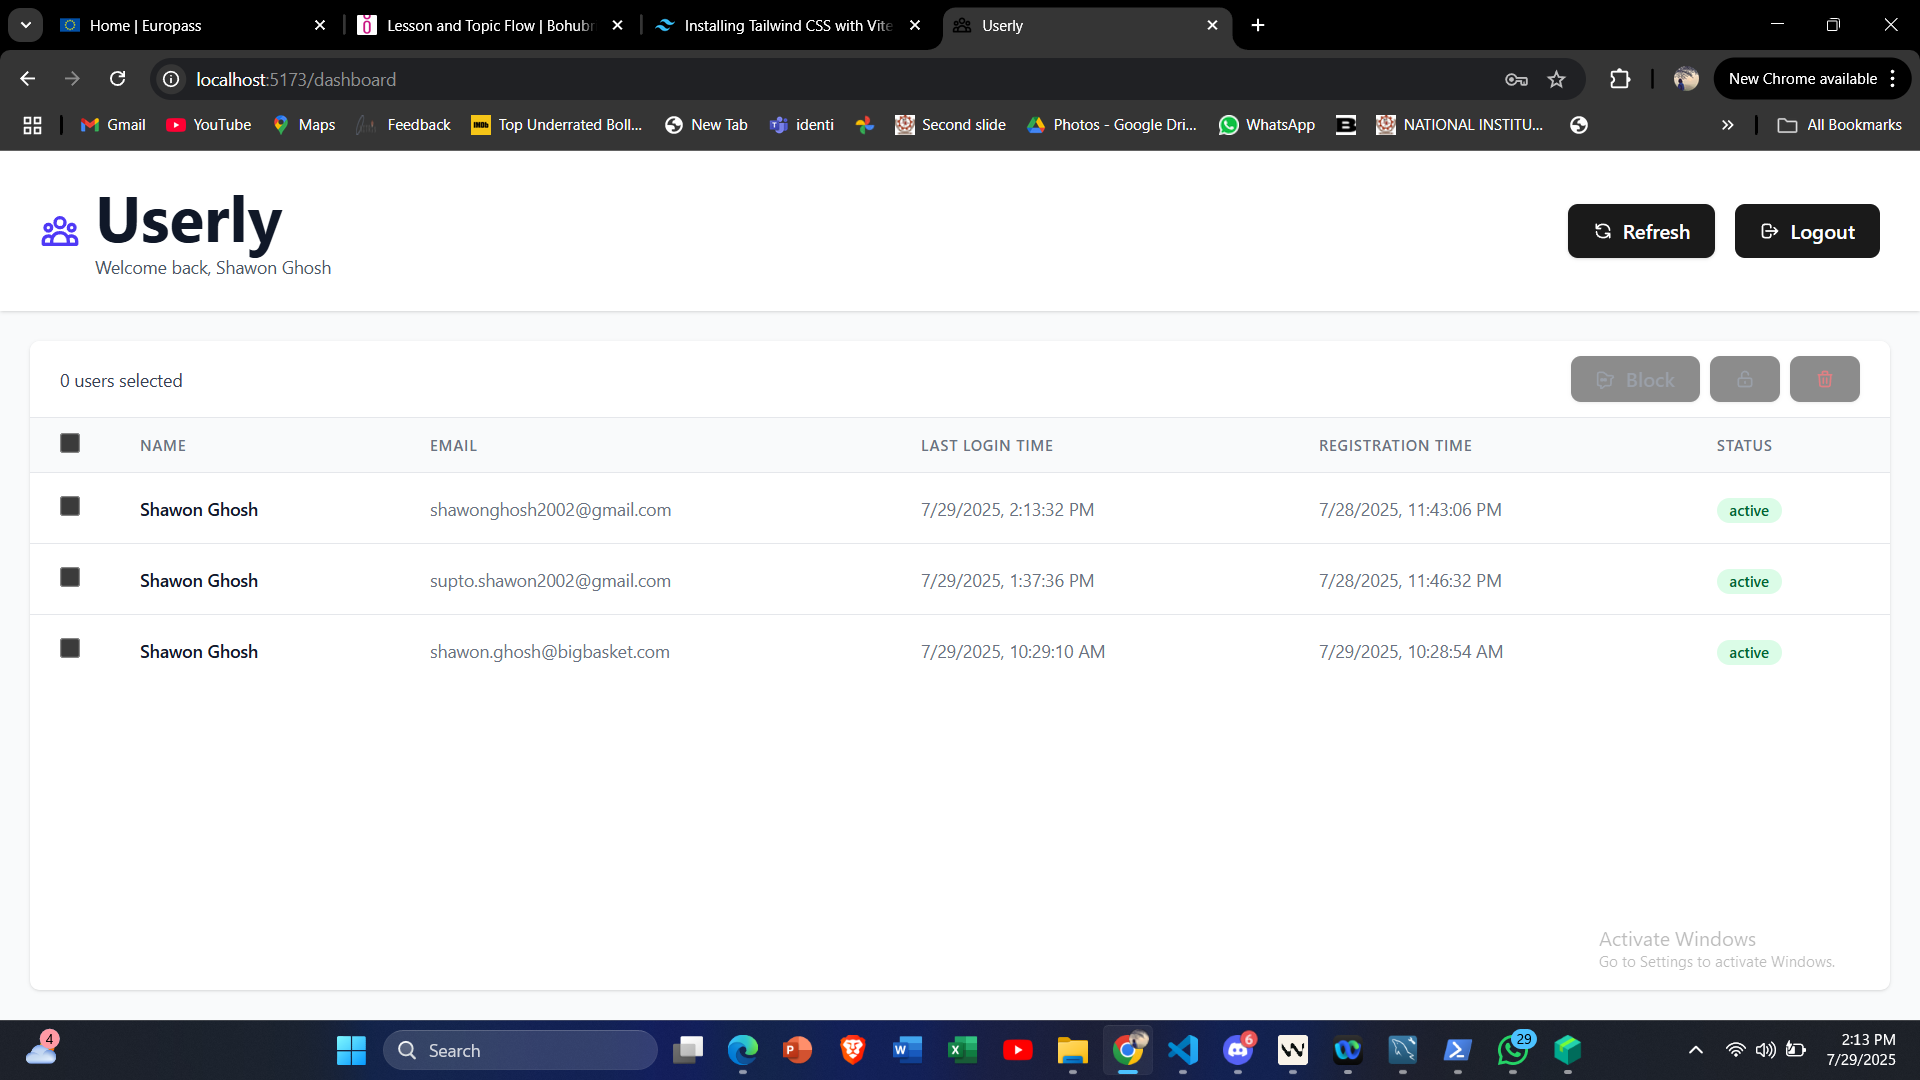 Home | Europass
Lesson and Topic Flow | Bohubr
Installing Tailwind CSS with Vite
Userly
localhost:5173/dashboard
New Chrome available
Gmail
YouTube
Maps
Feedback
IMDb
Top Underrated Boll...
New Tab
identi
Second slide
Photos - Google Dri...
WhatsApp
NATIONAL INSTITU...
All Bookmarks
Userly
Welcome back, Shawon Ghosh
Refresh
Logout
0 users selected
Block
NAME EMAIL LAST LOGIN TIME REGISTRATION TIME STATUS
Shawon Ghosh shawonghosh2002@gmail.com 7/29/2025, 2:13:32 PM 7/28/2025, 11:43:06 PM active
Shawon Ghosh supto.shawon2002@gmail.com 7/29/2025, 1:37:36 PM 7/28/2025, 11:46:32 PM active
Shawon Ghosh shawon.ghosh@bigbasket.com 7/29/2025, 10:29:10 AM 7/29/2025, 10:28:54 AM active
Activate Windows
Go to Settings to activate Windows.
4
Search
6
29
2:13 PM
7/29/2025